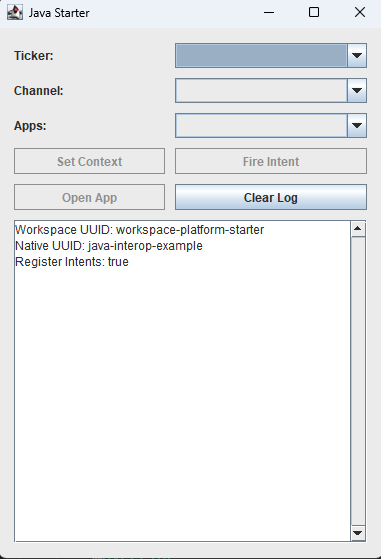 Java Starter
Ticker:
Channel:
Apps:
Set Context
Fire Intent
Open App
Clear Log
Workspace UUID: workspace-platform-starter
Native UUID: java-interop-example
Register Intents: true